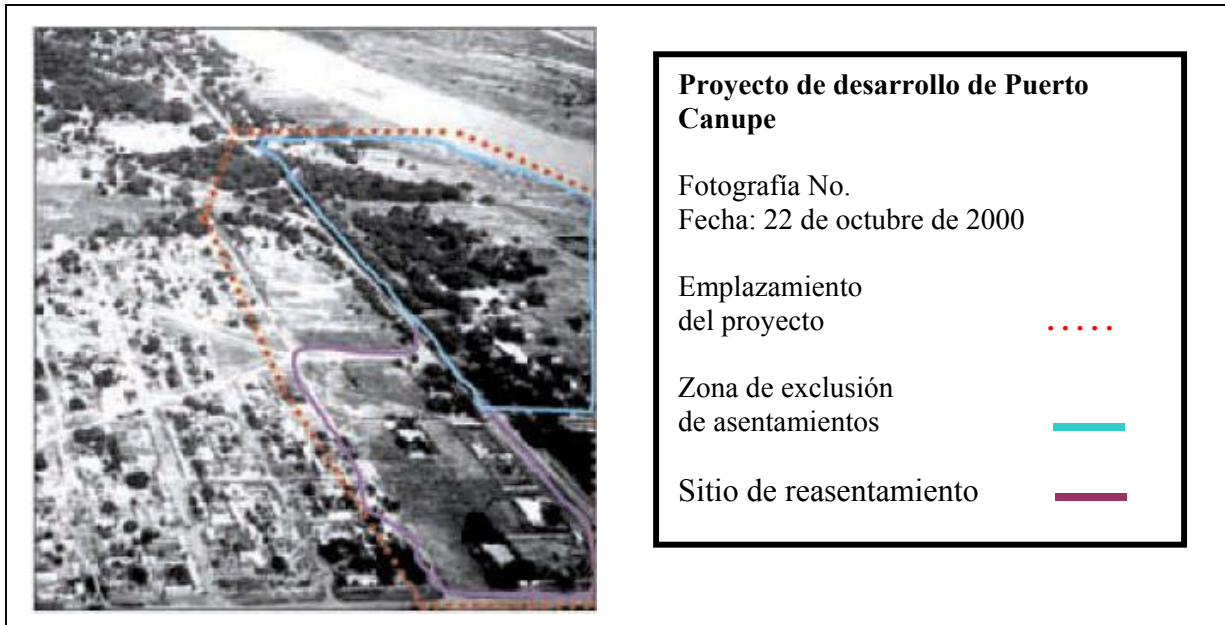 Proyecto de desarrollo de Puerto
Canupe
Fotografía No.
Fecha: 22 de octubre de 2000
Emplazamiento
del proyecto
Zona de exclusión
de asentamientos
Sitio de reasentamiento